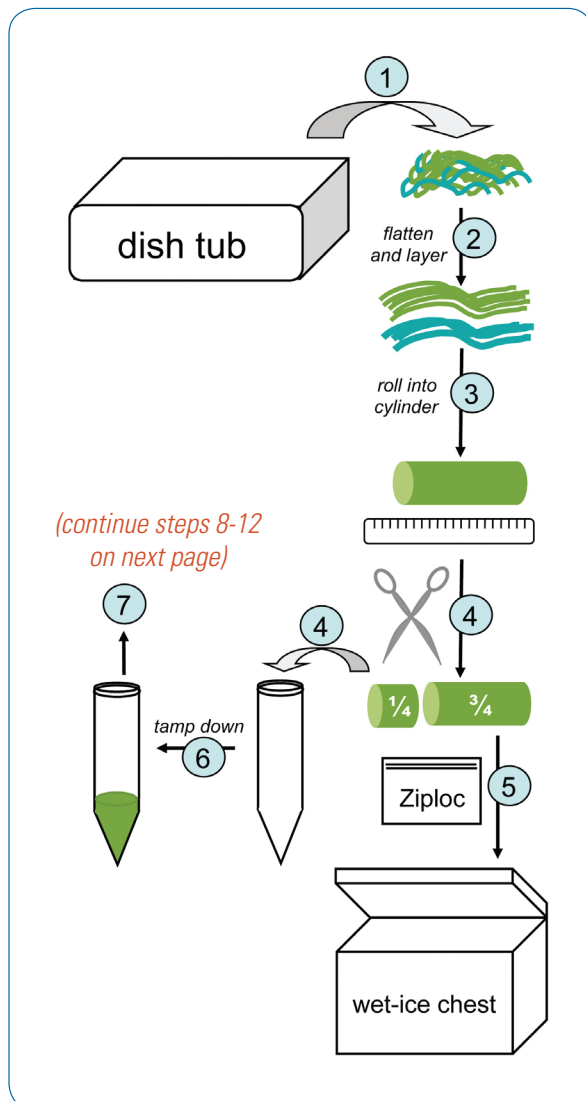 1
dish tub
flatten
and layer
2
roll into
cylinder
3
(continue steps 8-12
on next page)
7
4
4
¼
¾
tamp down
6
Ziploc
5
wet-ice chest